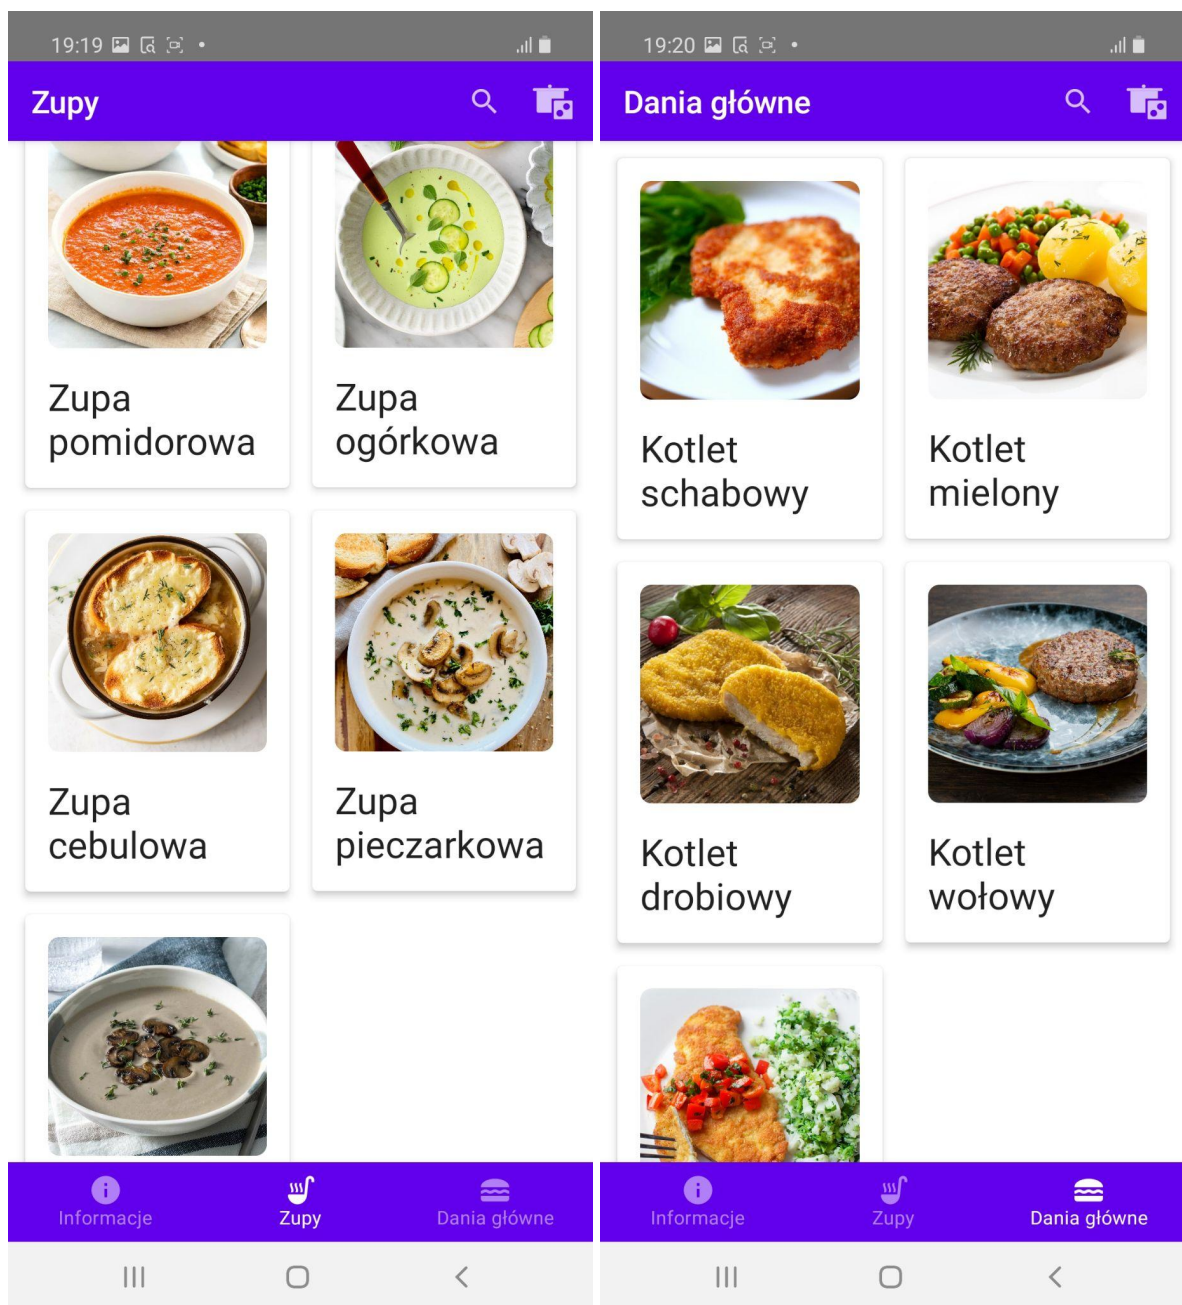 19:19
Zupy
Zupa
pomidorowa
Zupa
ogórkowa
Zupa
cebulowa
Zupa
pieczarkowa
Informacje
Zupy
Dania główne
19:20
Dania główne
Kotlet
schabowy
Kotlet
mielony
Kotlet
drobiowy
Kotlet
wołowy
Informacje
Zupy
Dania główne